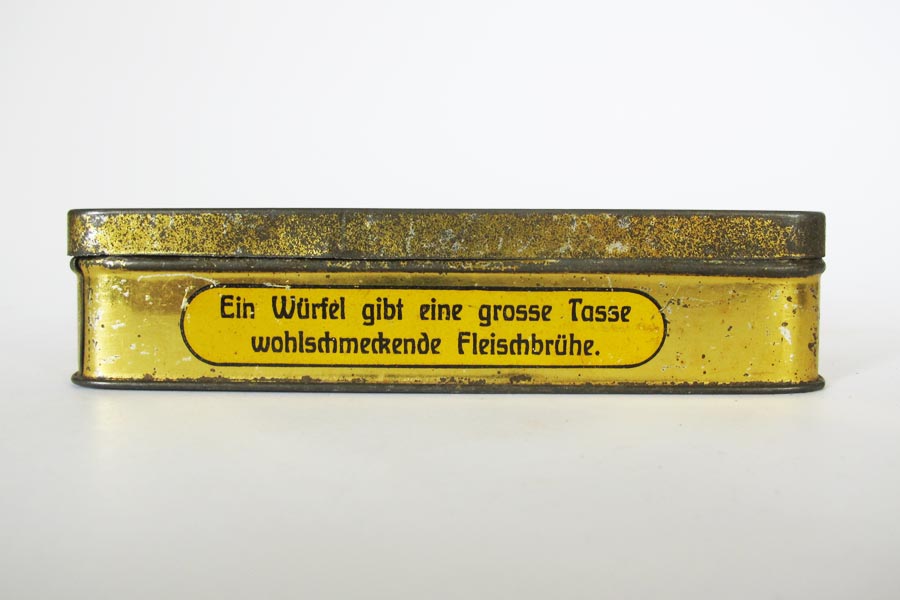 Ein Würfel gibt eine grosse Tasse
wohlschmeckende Fleischbrühe.